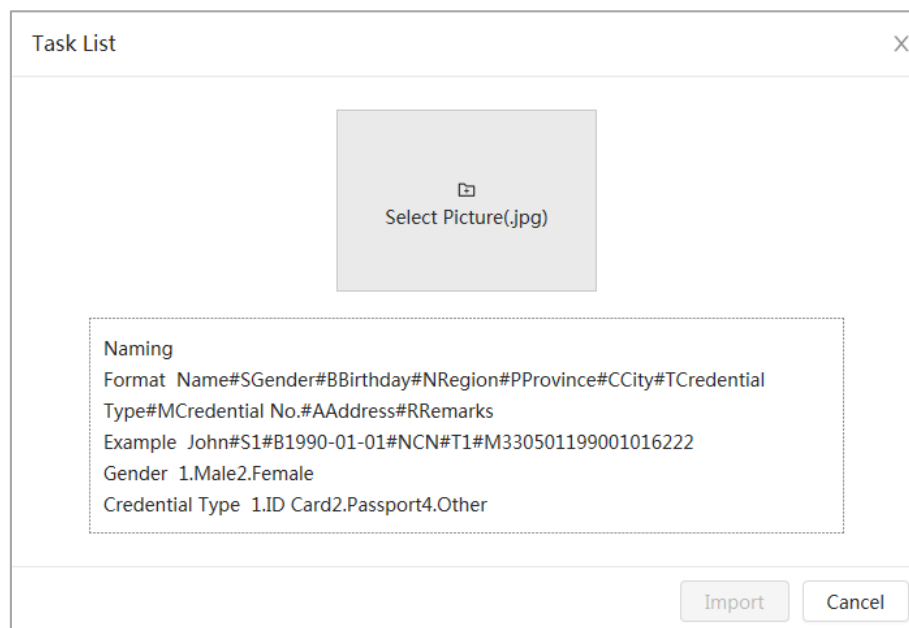 Task List
Select Picture(.jpg)
Naming
Format  Name#SGender#BBirthday#NRegion#PProvince#CCity#TCredential
Type#MCredential No.#AAddress#RRemarks
Example  John#S1#B1990-01-01#NCN#T1#M330501199001016222
Gender  1.Male2.Female
Credential Type  1.ID Card2.Passport4.Other
Import
Cancel